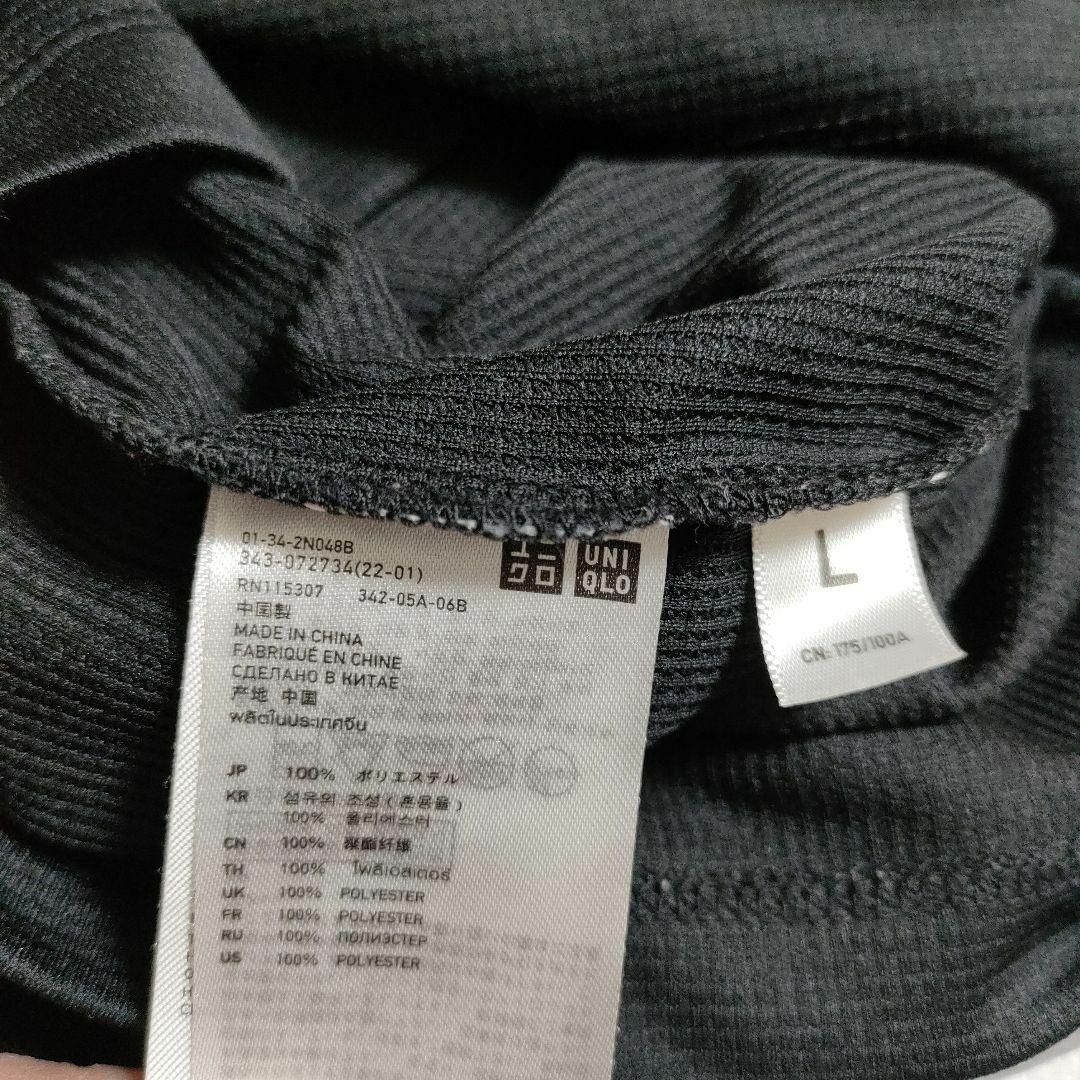 01-34-2N048B
343-072734(22-01)
RN115307 342-05A-06B
ユニクロ
UNIQLO
中国製
MADE IN CHINA
FABRIQUÉ EN CHINE
СДЕЛАНО В КИТАЕ
产地 中国
ผลิตในประเทศจีน
JP 100% ポリエステル
KR 섬유의 조성 ( 혼용율 )
100% 폴리에스터
CN 100% 聚酯纤维
TH 100% โพลีเอสเตอร์
UK 100% POLYESTER
FR 100% POLYESTER
RU 100% ПОЛИЭСТЕР
US 100% POLYESTER
L
CN: 175/100A